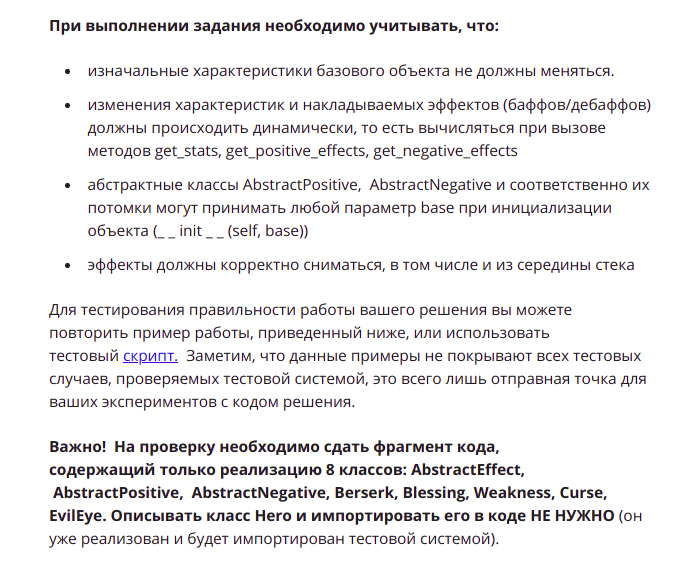 При выполнении задания необходимо учитывать, что:
• изначальные характеристики базового объекта не должны меняться.
• изменения характеристик и накладываемых эффектов (баффов/дебаффов)
должны происходить динамически, то есть вычисляться при вызове
методов get_stats, get_positive_effects, get_negative_effects
• абстрактные классы AbstractPositive,  AbstractNegative и соответственно их
потомки могут принимать любой параметр base при инициализации
объекта (_ _ init _ _ (self, base))
• эффекты должны корректно сниматься, в том числе и из середины стека
Для тестирования правильности работы вашего решения вы можете
повторить пример работы, приведенный ниже, или использовать
тестовый скрипт.  Заметим, что данные примеры не покрывают всех тестовых
случаев, проверяемых тестовой системой, это всего лишь отправная точка для
ваших экспериментов с кодом решения.
Важно!  На проверку необходимо сдать фрагмент кода,
содержащий только реализацию 8 классов: AbstractEffect,
AbstractPositive,  AbstractNegative, Berserk, Blessing, Weakness, Curse,
EvilEye. Описывать класс Hero и импортировать его в коде НЕ НУЖНО (он
уже реализован и будет импортирован тестовой системой).